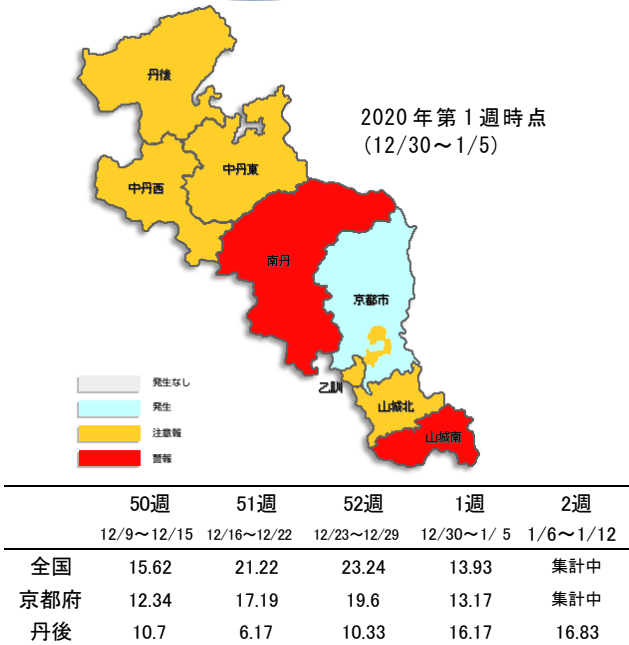 丹後
2020年第1週時点
(12/30～1/5)
中丹東
中丹西
南丹
京都市
乙訓
発生なし
発生
山城北
注意報
山城南
警報
50週 51週 52週 1週 2週
12/9～12/15 12/16～12/22 12/23～12/29 12/30～1/ 5 1/6～1/12
全国 15.62 21.22 23.24 13.93 集計中
京都府 12.34 17.19 19.6 13.17 集計中
丹後 10.7 6.17 10.33 16.17 16.83